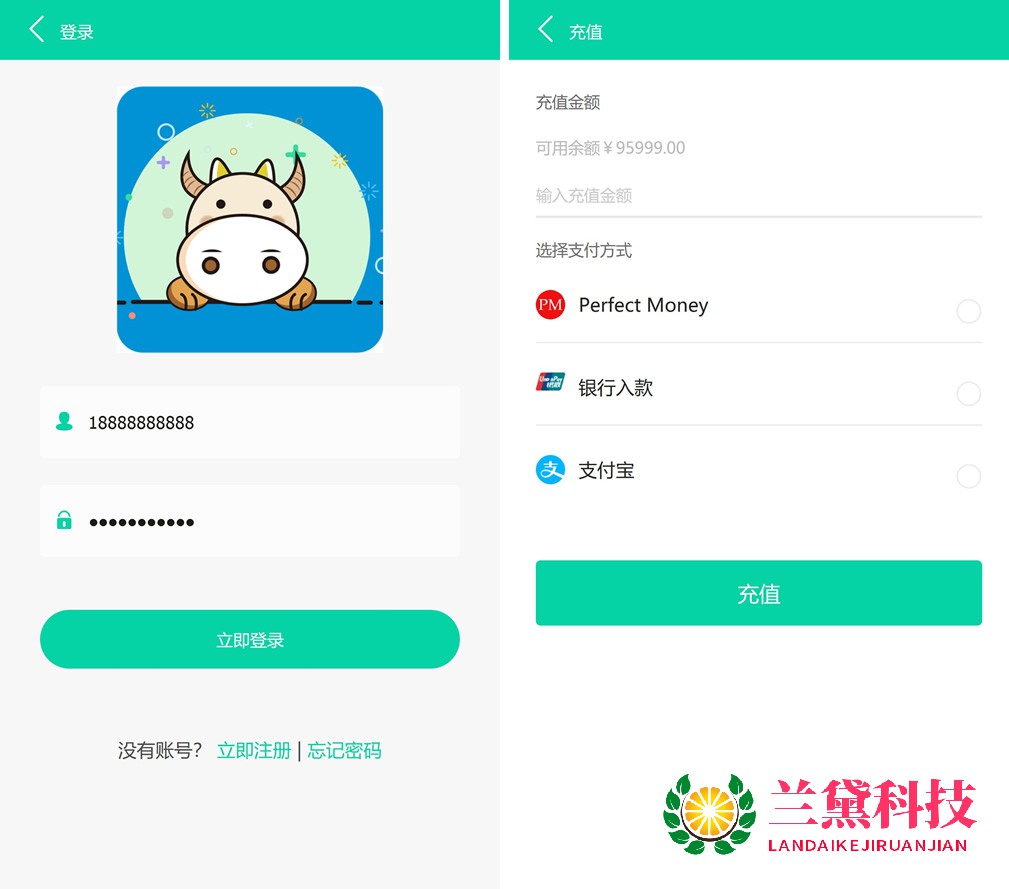 登录
18888888888
•••••••••••
立即登录
没有账号? 立即注册 | 忘记密码
充值
充值金额
可用余额￥95999.00
输入充值金额
选择支付方式
PM Perfect Money
银行入款
支 支付宝
充值
兰黛科技
LANDAIKEJIRUANJIAN